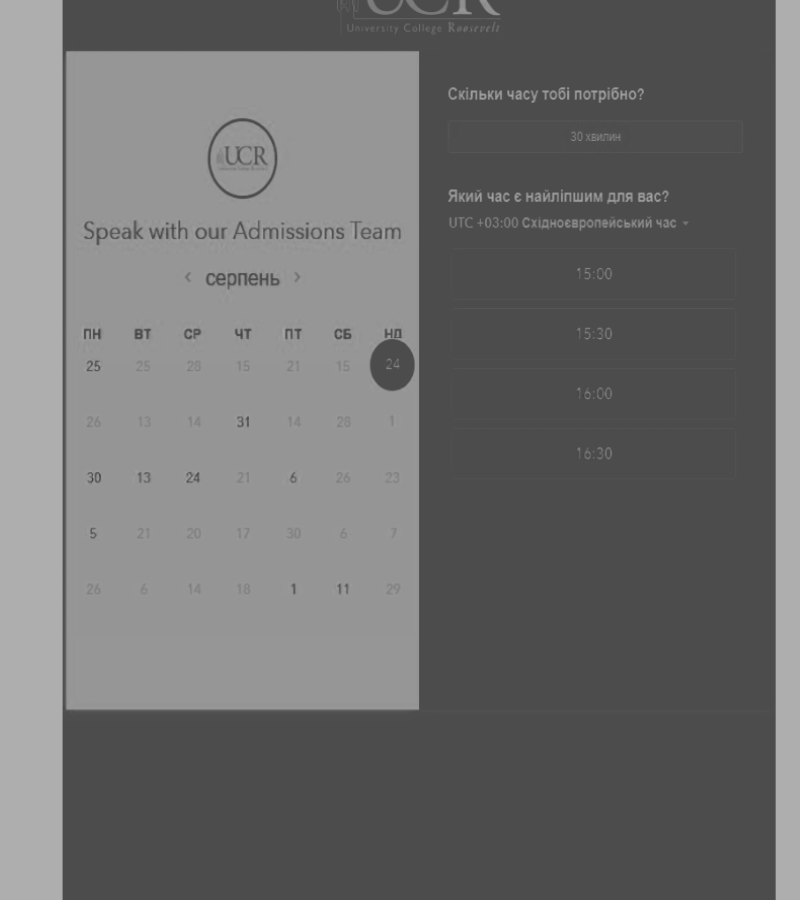 UCR
University College Roosevelt
UCR
Speak with our Admissions Team
‹ серпень ›
ПН ВТ СР ЧТ ПТ СБ НД
25 25 28 15 21 15 24
26 13 14 31 14 28 1
30 13 24 21 6 26 23
5 21 20 17 30 6 7
26 6 14 18 1 11 29
Скільки часу тобі потрібно?
30 хвилин
Який час є найліпшим для вас?
UTC +03:00 Східноєвропейський час
15:00
15:30
16:00
16:30